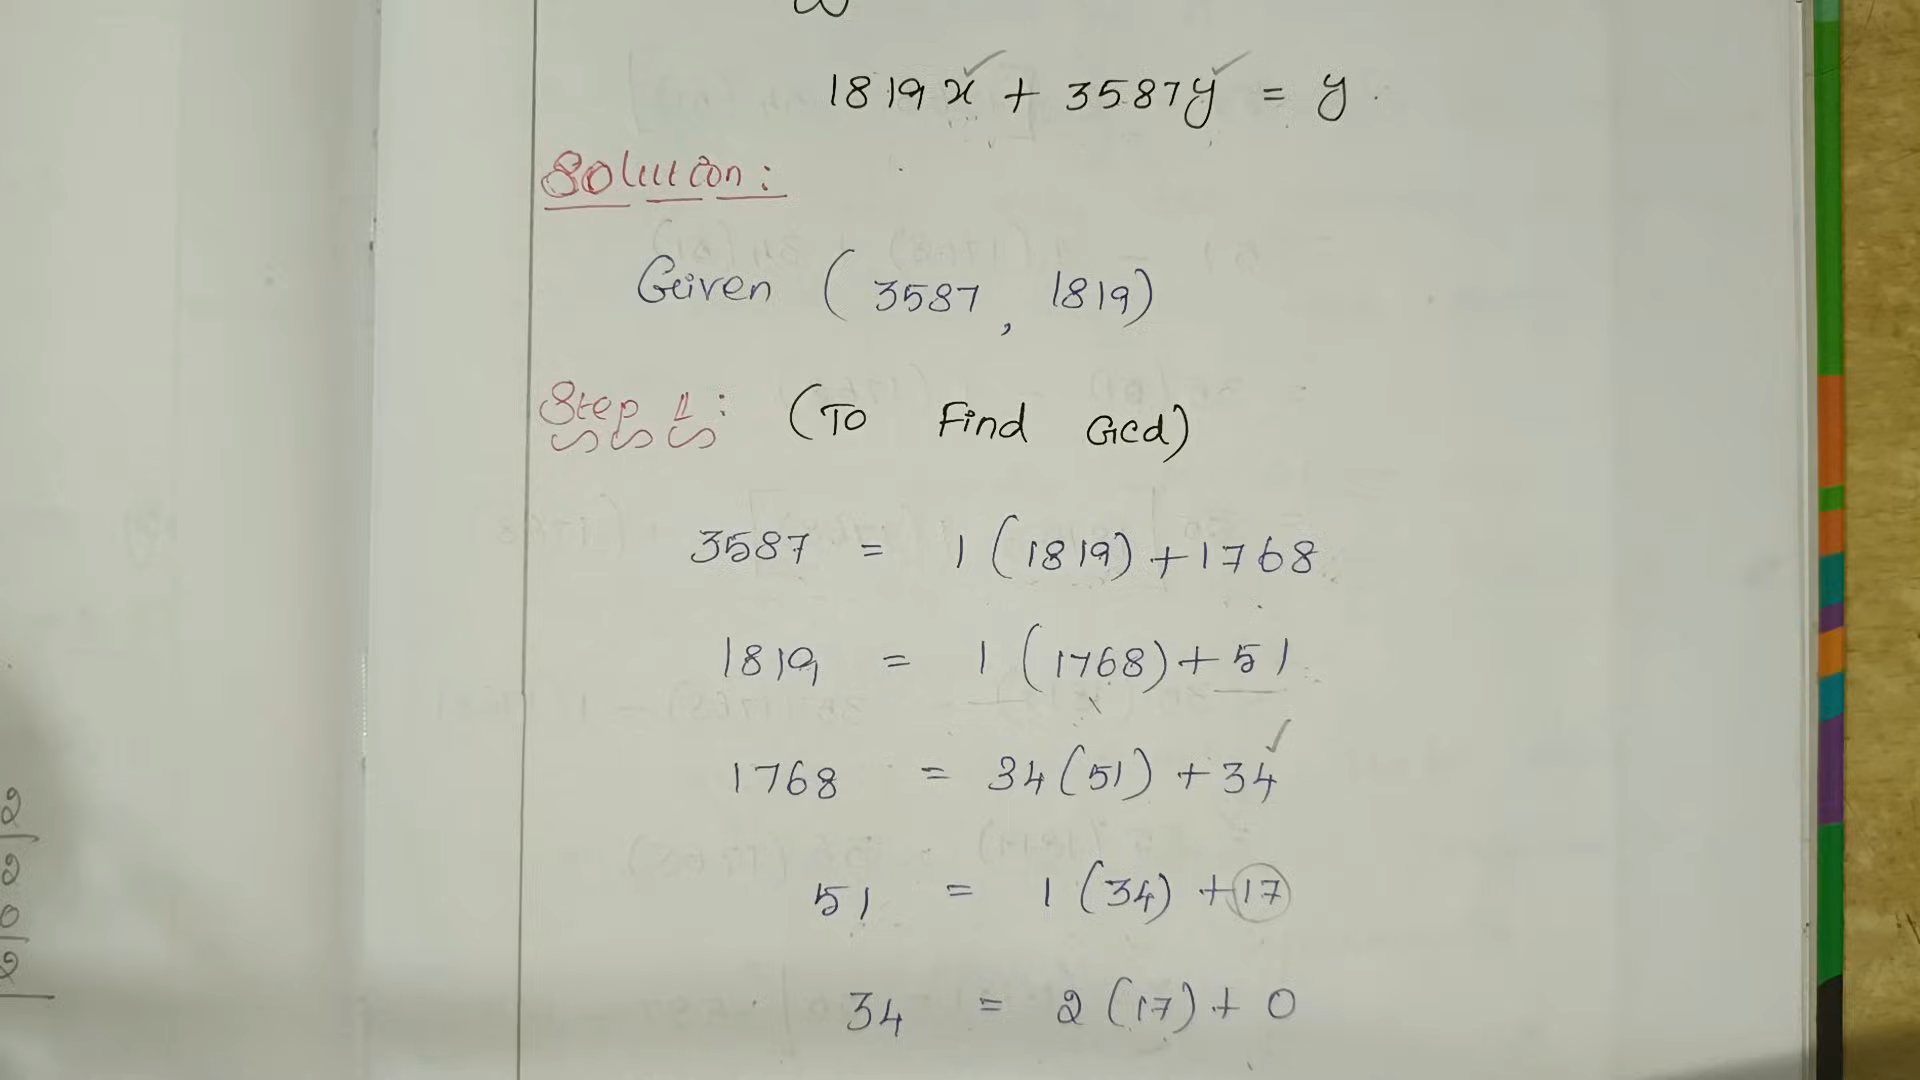 1819x + 3587y = y.
Solution:
Given (3587, 1819)
Step 1: (To Find Gcd)
3587 = 1 (1819) + 1768
1819 = 1 (1768) + 51
1768 = 34 (51) + 34
51 = 1 (34) + 17
34 = 2 (17) + 0